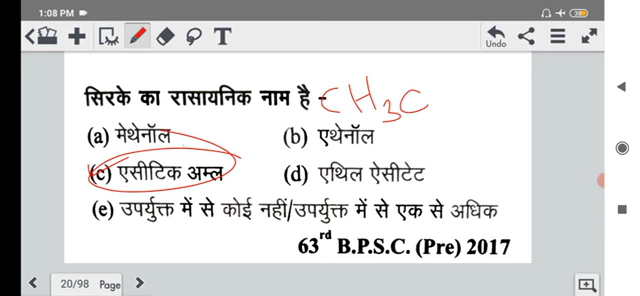 1:08 PM
Undo
सिरके का रासायनिक नाम है - CH3C
(a) मेथेनॉल (b) एथेनॉल
(c) एसीटिक अम्ल (d) एथिल ऐसीटेट
(e) उपर्युक्त में से कोई नहीं/उपर्युक्त में से एक से अधिक
63rd B.P.S.C. (Pre) 2017
20/98 Page